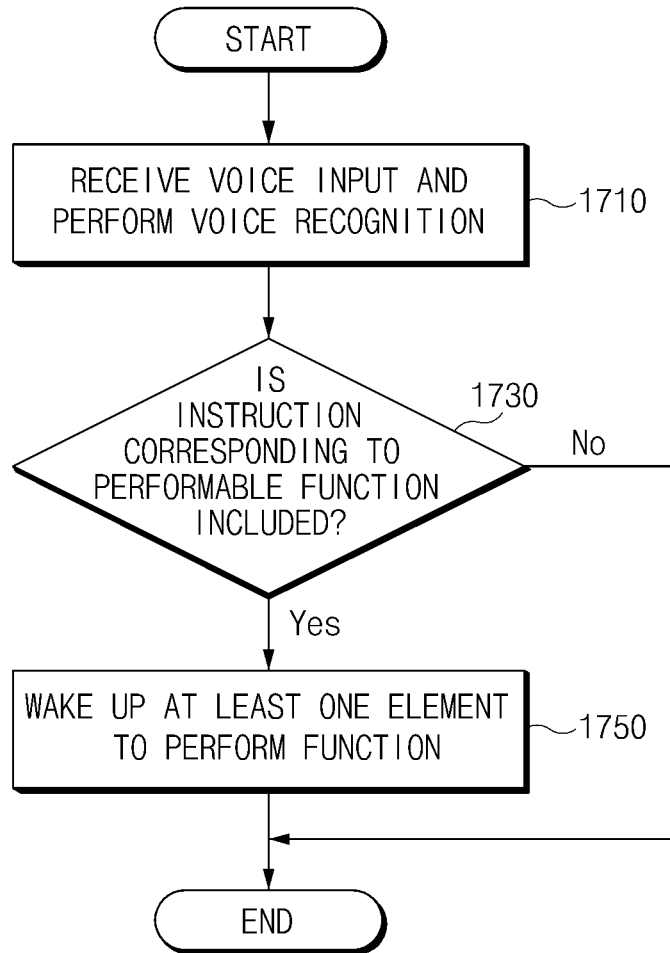 START
RECEIVE VOICE INPUT AND
PERFORM VOICE RECOGNITION
1710
IS
INSTRUCTION
CORRESPONDING TO
PERFORMABLE FUNCTION
INCLUDED?
1730
No
Yes
WAKE UP AT LEAST ONE ELEMENT
TO PERFORM FUNCTION
1750
END